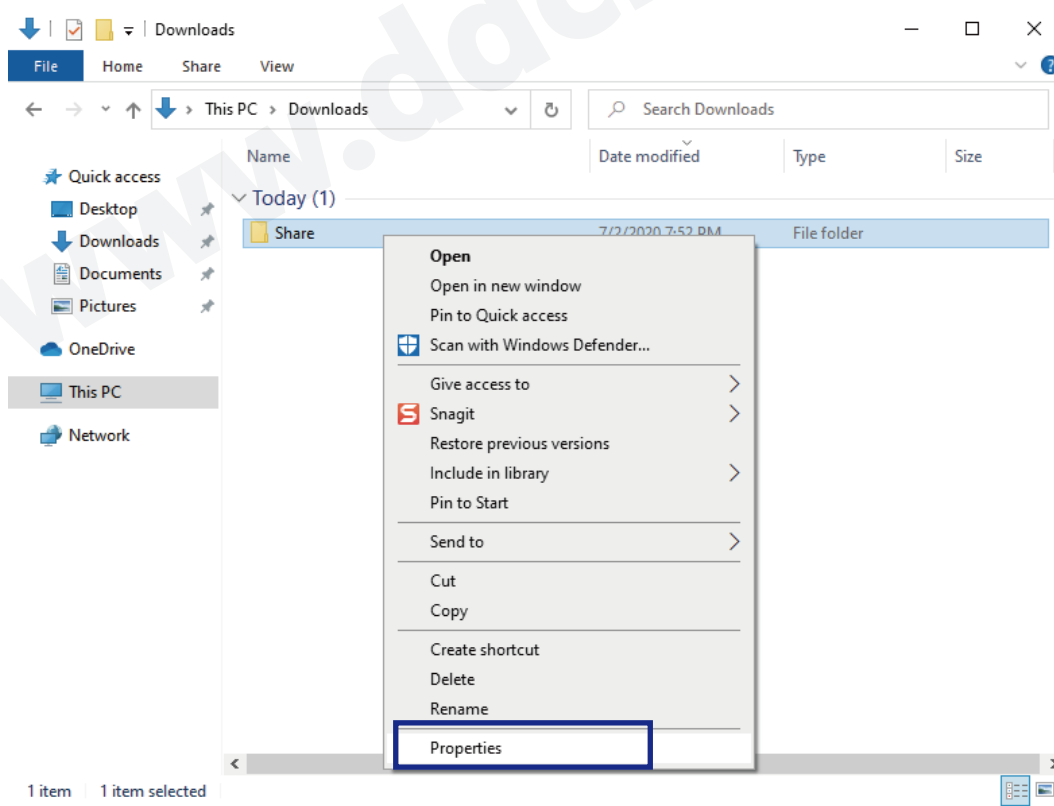 Downloads
File Home Share View
This PC Downloads
Search Downloads
Name Date modified Type Size
Quick access
Desktop
Downloads
Documents
Pictures
OneDrive
This PC
Network
Today (1)
Share 7/2/2020 7:52 PM File folder
Open
Open in new window
Pin to Quick access
Scan with Windows Defender...
Give access to
Snagit
Restore previous versions
Include in library
Pin to Start
Send to
Cut
Copy
Create shortcut
Delete
Rename
Properties
1 item 1 item selected